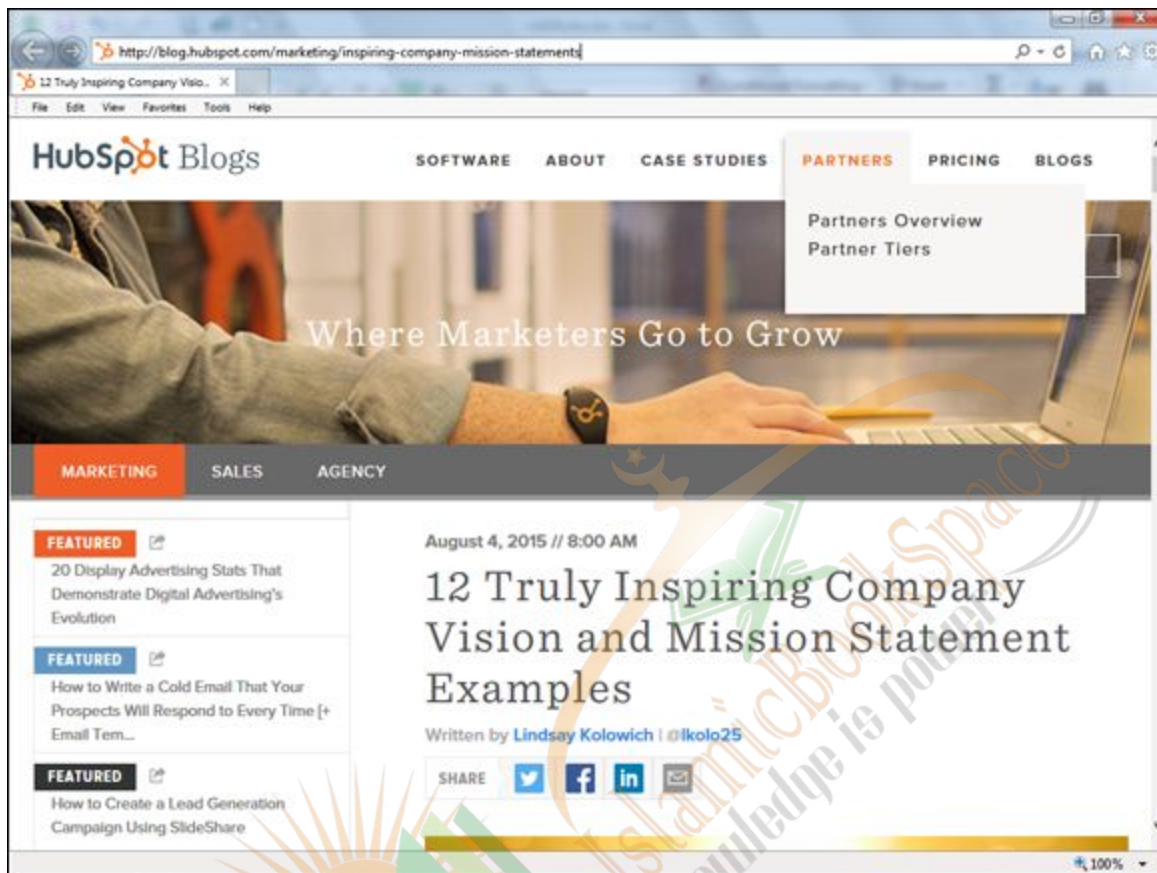 http://blog.hubspot.com/marketing/inspiring-company-mission-statements
12 Truly Inspiring Company Visio...
File Edit View Favorites Tools Help
HubSpot Blogs
SOFTWARE ABOUT CASE STUDIES PARTNERS PRICING BLOGS
Partners Overview
Partner Tiers
Where Marketers Go to Grow
MARKETING SALES AGENCY
FEATURED
20 Display Advertising Stats That
Demonstrate Digital Advertising's
Evolution
FEATURED
How to Write a Cold Email That Your
Prospects Will Respond to Every Time [+
Email Tem...
FEATURED
How to Create a Lead Generation
Campaign Using SlideShare
August 4, 2015 // 8:00 AM
12 Truly Inspiring Company
Vision and Mission Statement
Examples
Written by Lindsay Kolowich | @lkolo25
SHARE
IslamicBookSpace
knowledge is power
100%